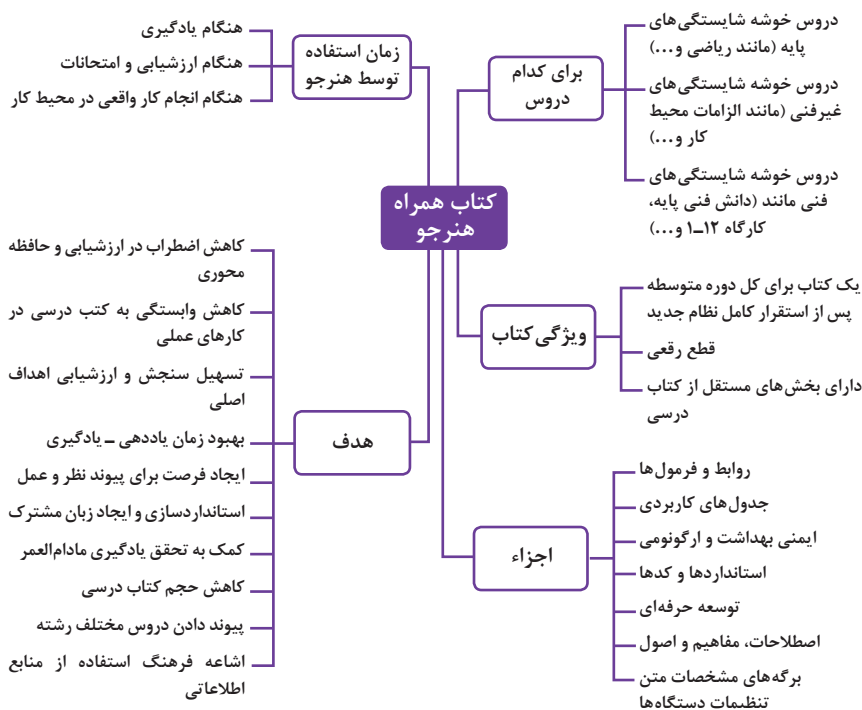 کتاب همراه
هنرجو
برای کدام
دروس
دروس خوشه شایستگی‌های
پایه (مانند ریاضی و...)
دروس خوشه شایستگی‌های
غیرفنی (مانند الزامات محیط
کار و...)
دروس خوشه شایستگی‌های
فنی مانند (دانش فنی پایه،
کارگاه ۱۲ـ۱ و...)
ویژگی کتاب
یک کتاب برای کل دوره متوسطه
پس از استقرار کامل نظام جدید
قطع رقعی
دارای بخش‌های مستقل از کتاب
درسی
اجزاء
روابط و فرمول‌ها
جدول‌های کاربردی
ایمنی بهداشت و ارگونومی
استانداردها و کدها
توسعه حرفه‌ای
اصطلاحات، مفاهیم و اصول
برگه‌های مشخصات متن
تنظیمات دستگاه‌ها
زمان استفاده
توسط هنرجو
هنگام یادگیری
هنگام ارزشیابی و امتحانات
هنگام انجام کار واقعی در محیط کار
هدف
کاهش اضطراب در ارزشیابی و حافظه
محوری
کاهش وابستگی به کتب درسی در
کارهای عملی
تسهیل سنجش و ارزشیابی اهداف
اصلی
بهبود زمان یاددهی ـ یادگیری
ایجاد فرصت برای پیوند نظر و عمل
استانداردسازی و ایجاد زبان مشترک
کمک به تحقق یادگیری مادام‌العمر
کاهش حجم کتاب درسی
پیوند دادن دروس مختلف رشته
اشاعه فرهنگ استفاده از منابع
اطلاعاتی